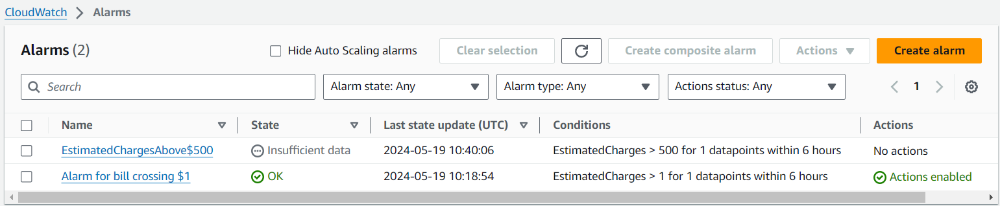 CloudWatch > Alarms
Alarms (2) Hide Auto Scaling alarms Clear selection Create composite alarm Actions Create alarm
Search Alarm state: Any Alarm type: Any Actions status: Any 1
Name State Last state update (UTC) Conditions Actions
EstimatedChargesAbove$500 Insufficient data 2024-05-19 10:40:06 EstimatedCharges > 500 for 1 datapoints within 6 hours No actions
Alarm for bill crossing $1 OK 2024-05-19 10:18:54 EstimatedCharges > 1 for 1 datapoints within 6 hours Actions enabled